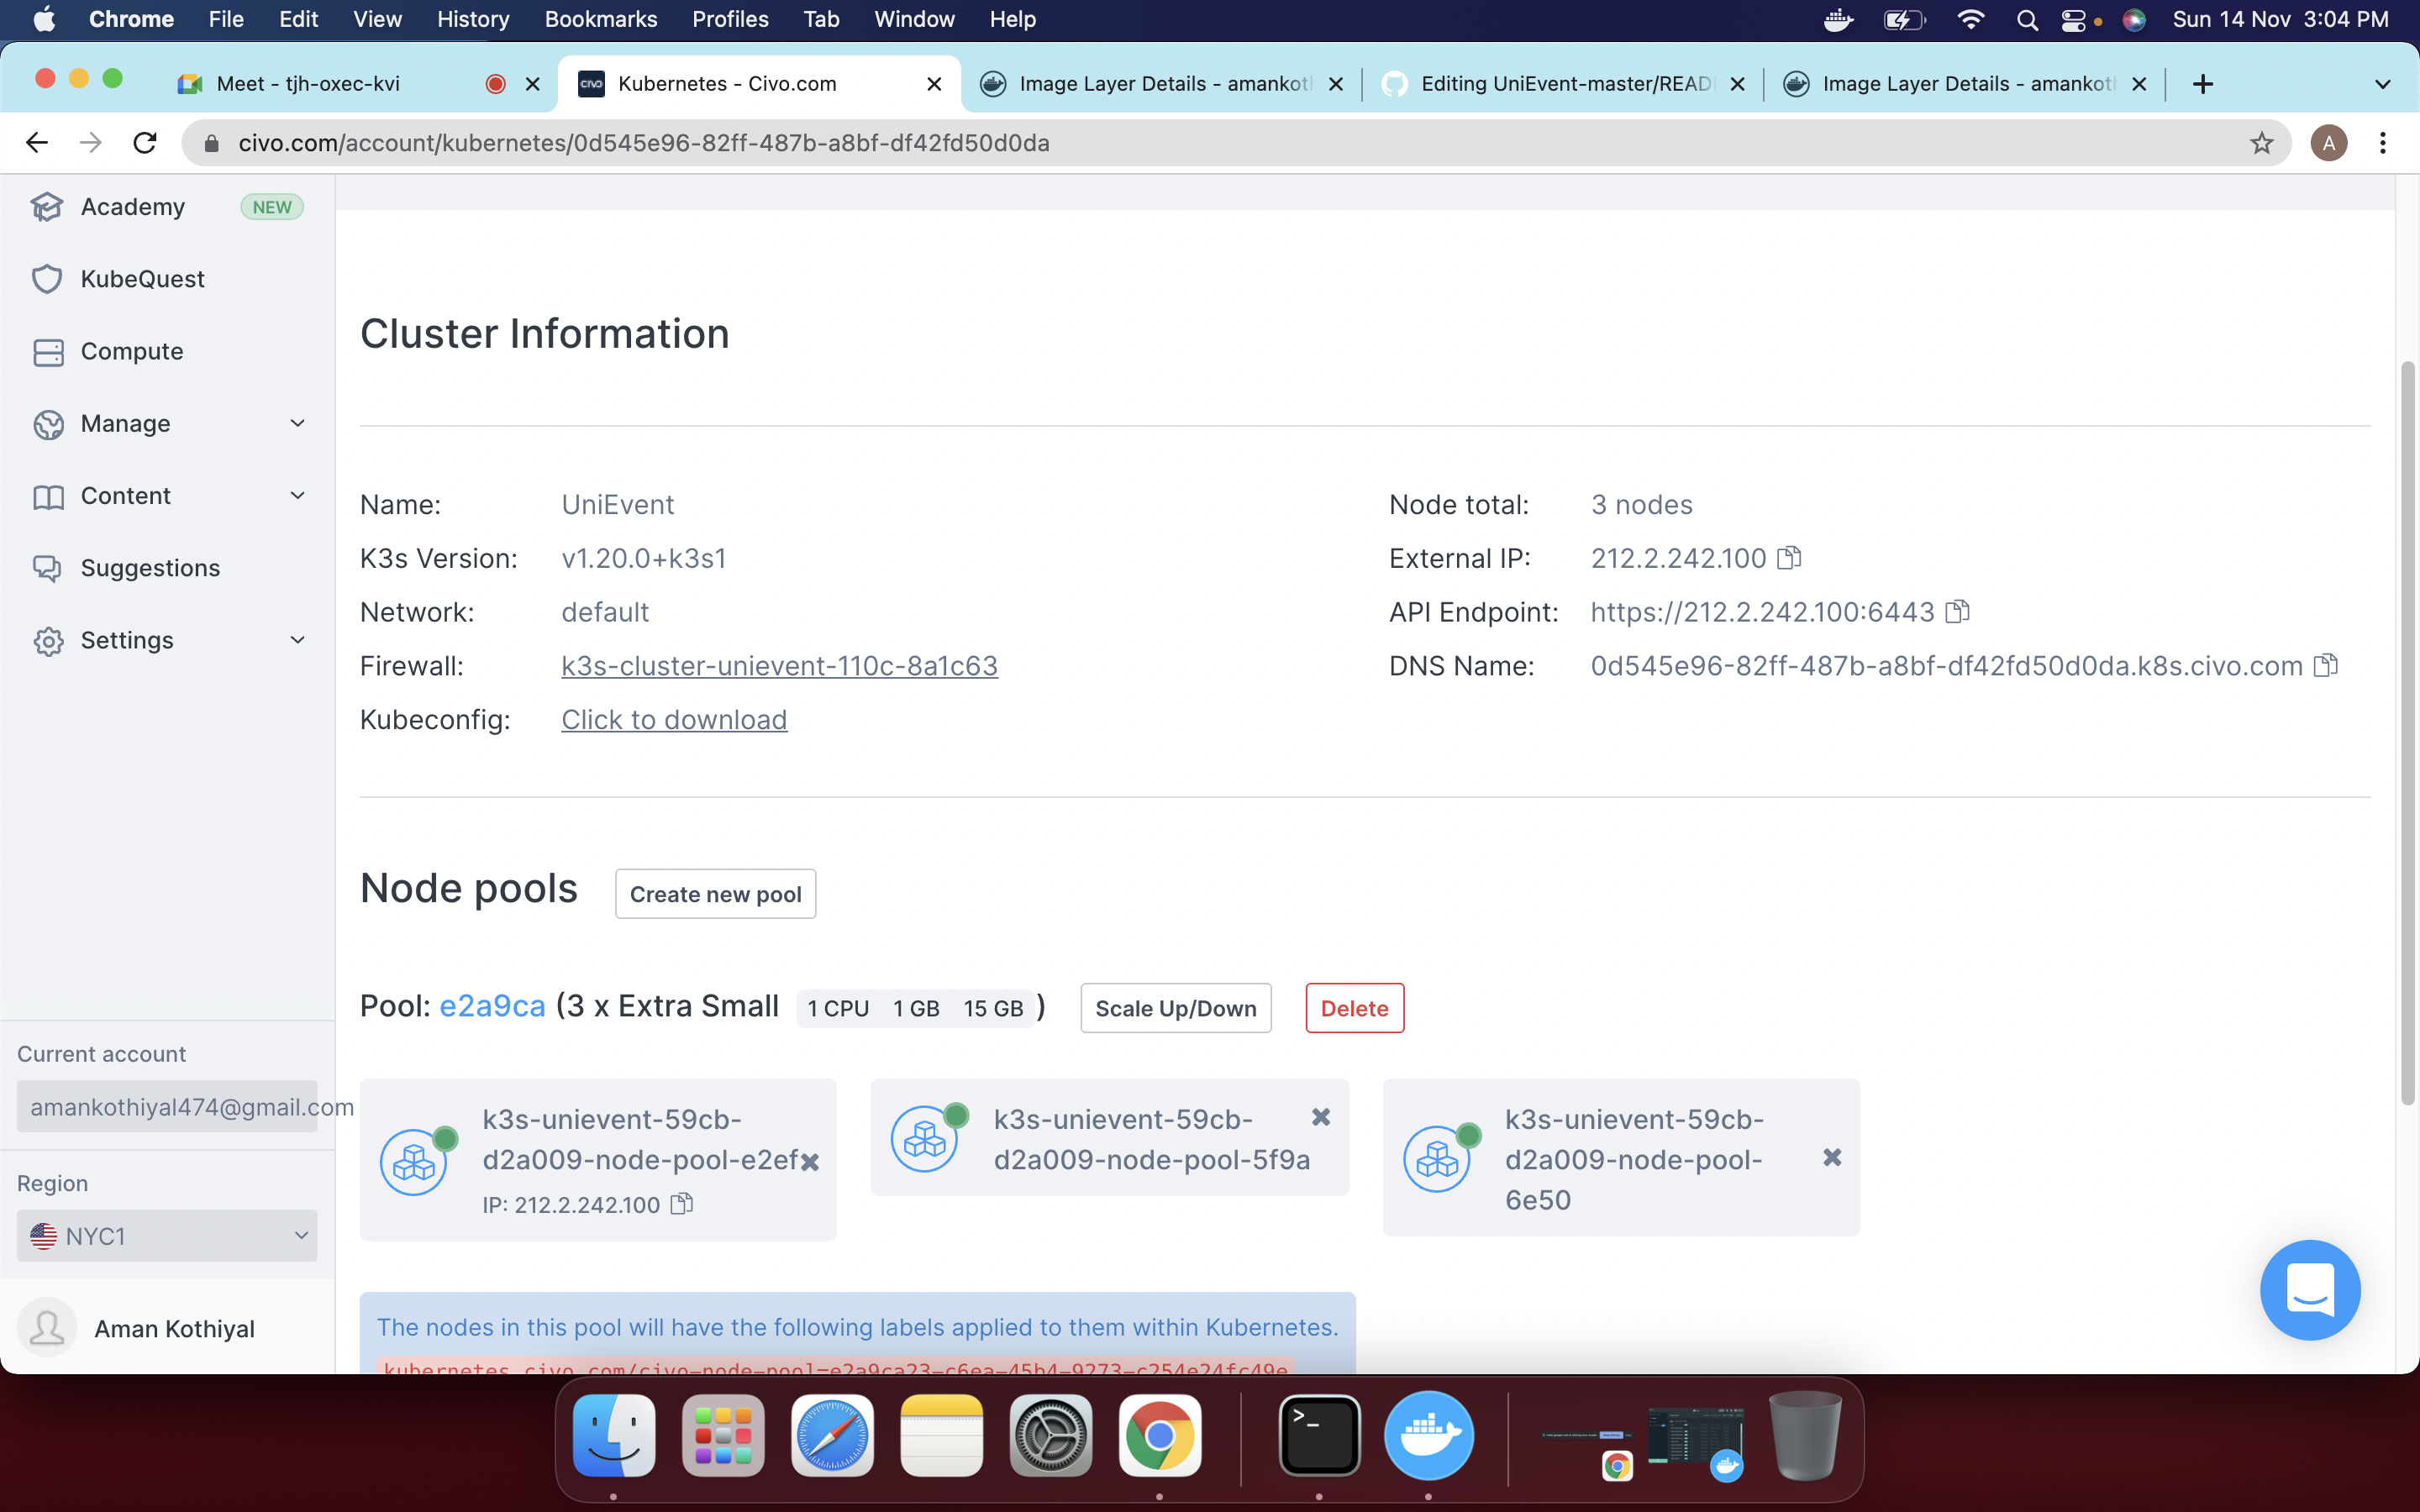 Chrome File Edit View History Bookmarks Profiles Tab Window Help Sun 14 Nov 3:04 PM
Meet - tjh-oxec-kvi Kubernetes - Civo.com Image Layer Details - amankoth Editing UniEvent-master/READ Image Layer Details - amankoth
civo.com/account/kubernetes/0d545e96-82ff-487b-a8bf-df42fd50d0da A
Academy NEW
KubeQuest
Compute
Manage
Content
Suggestions
Settings
Current account
amankothiyal474@gmail.com
Region
NYC1
Aman Kothiyal
Cluster Information
Name: UniEvent
K3s Version: v1.20.0+k3s1
Network: default
Firewall: k3s-cluster-unievent-110c-8a1c63
Kubeconfig: Click to download
Node total: 3 nodes
External IP: 212.2.242.100
API Endpoint: https://212.2.242.100:6443
DNS Name: 0d545e96-82ff-487b-a8bf-df42fd50d0da.k8s.civo.com
Node pools Create new pool
Pool: e2a9ca (3 x Extra Small 1 CPU 1 GB 15 GB ) Scale Up/Down Delete
k3s-unievent-59cb-
d2a009-node-pool-e2ef
IP: 212.2.242.100
k3s-unievent-59cb-
d2a009-node-pool-5f9a
k3s-unievent-59cb-
d2a009-node-pool-
6e50
The nodes in this pool will have the following labels applied to them within Kubernetes.
kubernetes.civo.com/civo-node-pool=e2a9ca23-c6ea-45b4-9273-c254e24fc49e